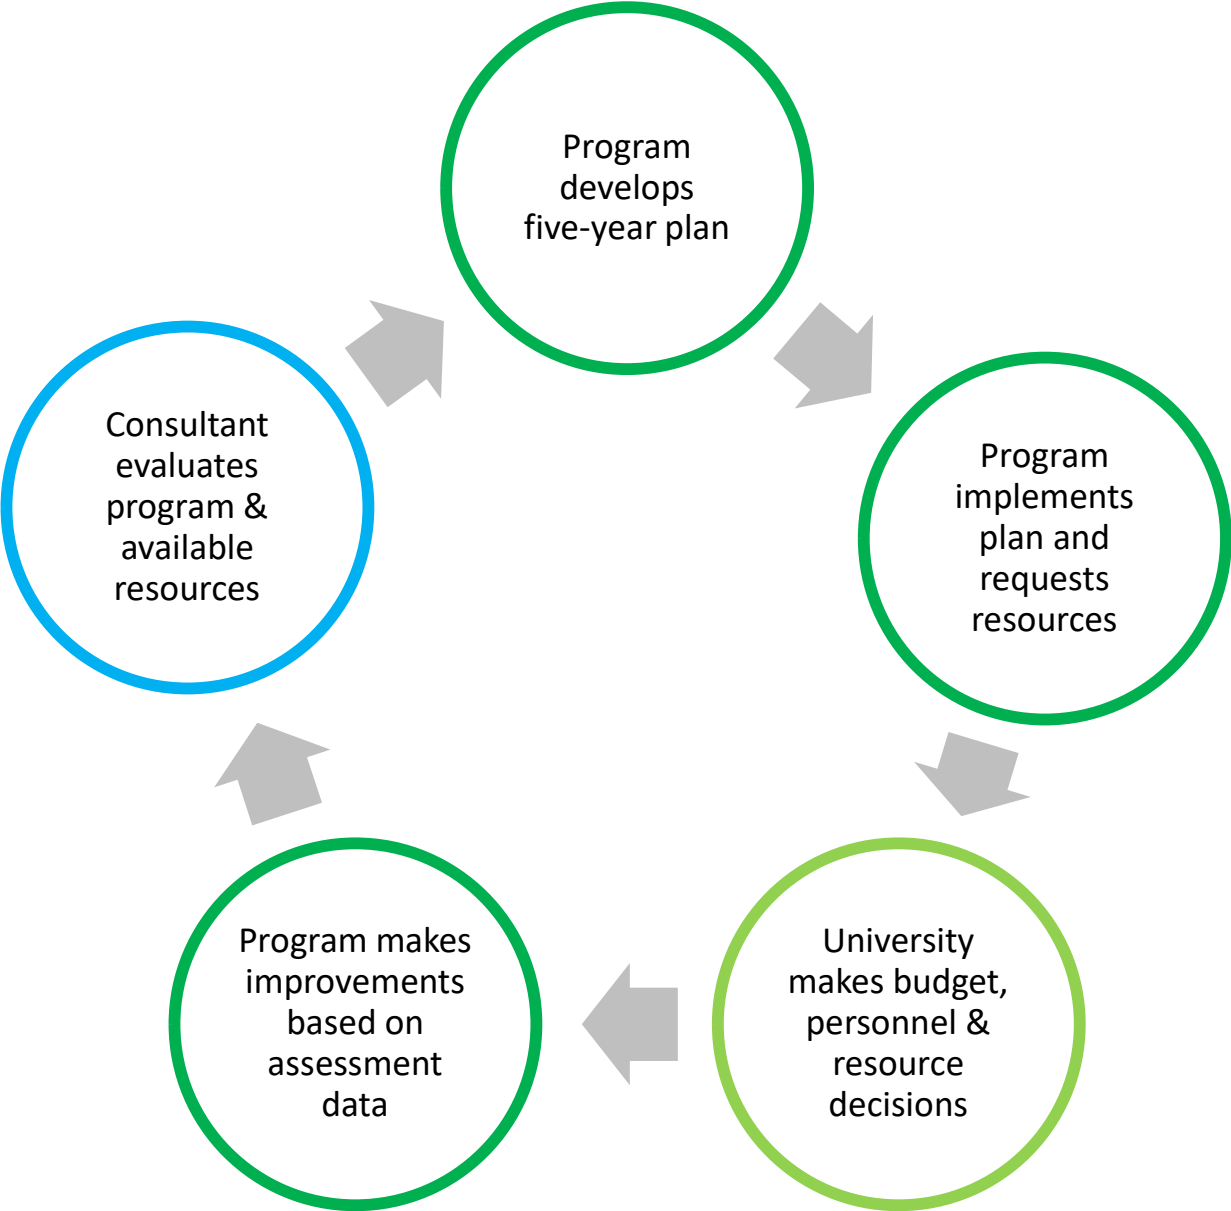 Program
develops
five-year plan
Program
implements
plan and
requests
resources
University
makes budget,
personnel &
resource
decisions
Program makes
improvements
based on
assessment
data
Consultant
evaluates
program &
available
resources